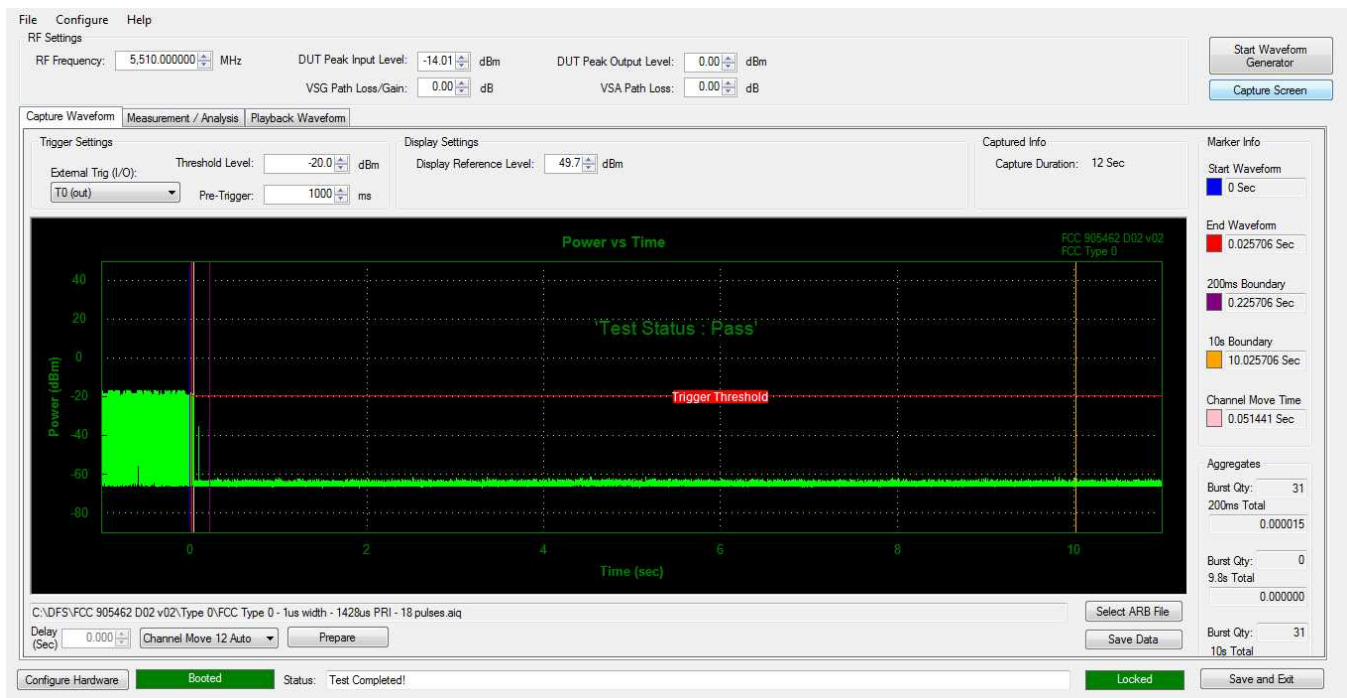 File Configure Help
RF Settings
RF Frequency: 5,510.000000 MHz DUT Peak Input Level: -14.01 dBm DUT Peak Output Level: 0.00 dBm
VSG Path Loss/Gain: 0.00 dB VSA Path Loss: 0.00 dB
Start Waveform
Generator
Capture Screen
Capture Waveform Measurement / Analysis Playback Waveform
Trigger Settings
External Trig (I/O):
T0 (out)
Threshold Level: -20.0 dBm
Pre-Trigger: 1000 ms
Display Settings
Display Reference Level: 49.7 dBm
Captured Info
Capture Duration: 12 Sec
Power vs Time
FCC 905462 D02 v02
FCC Type 0
'Test Status : Pass'
Trigger Threshold
Power (dBm)
40
20
0
-20
-40
-60
-80
0 2 4 6 8 10
Time (sec)
Marker Info
Start Waveform
0 Sec
End Waveform
0.025706 Sec
200ms Boundary
0.225706 Sec
10s Boundary
10.025706 Sec
Channel Move Time
0.051441 Sec
Aggregates
Burst Qty: 31
200ms Total
0.000015
Burst Qty: 0
9.8s Total
0.000000
Burst Qty: 31
10s Total
C:\DFS\FCC 905462 D02 v02\Type 0\FCC Type 0 - 1us width - 1428us PRI - 18 pulses.aiq
Select ARB File
Delay
(Sec)
0.000 Channel Move 12 Auto Prepare Save Data
Configure Hardware Booted Status: Test Completed! Locked Save and Exit